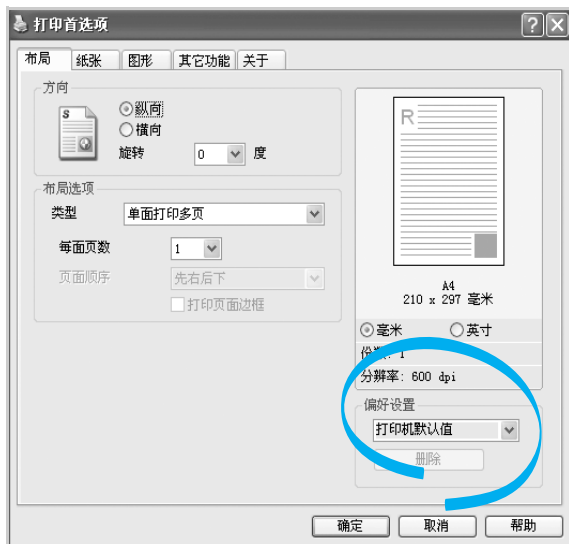 打印首选项
布局 纸张 图形 其它功能 关于
方向
S
纵向
横向
旋转 0 度
布局选项
类型 单面打印多页
每面页数 1
页面顺序 先右后下
打印页面边框
R
A4
210 x 297 毫米
毫米 英寸
份数: 1
分辨率: 600 dpi
偏好设置
打印机默认值
删除
确定 取消 帮助